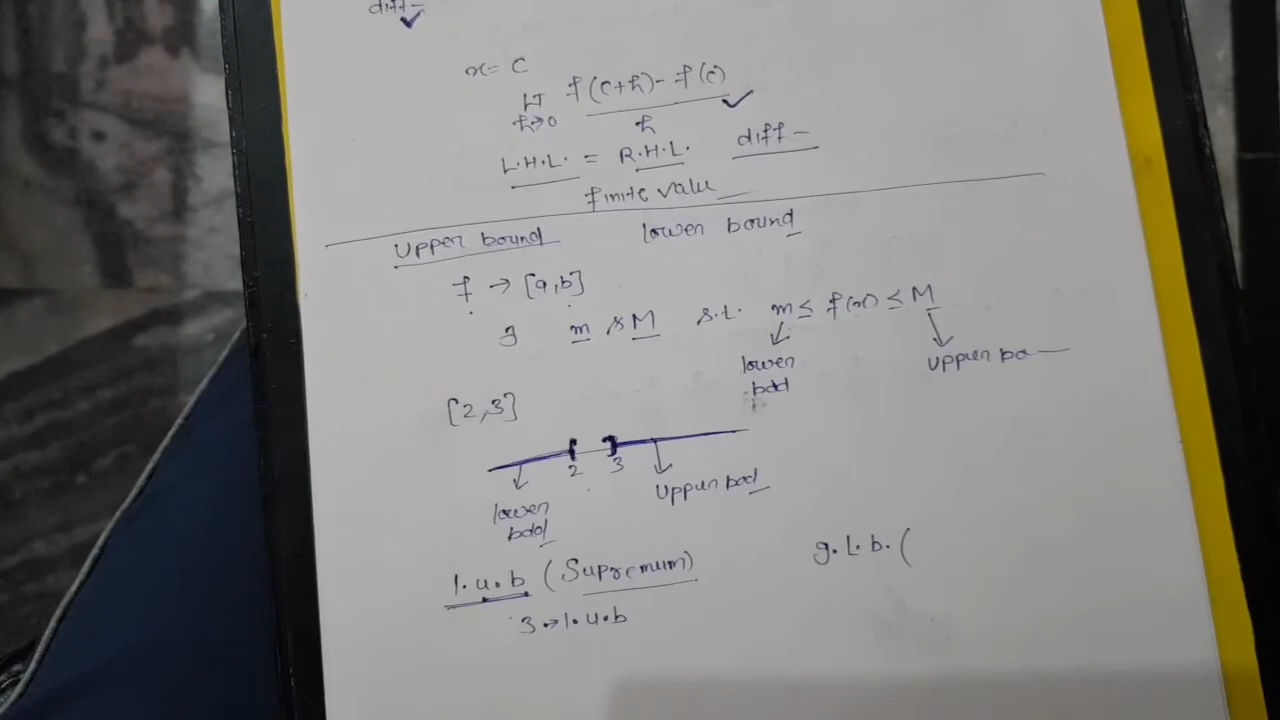 diff-
x = c
Lt f(c+h) - f(c)
h→0 h
L.H.L. = R.H.L. diff-
finite value
Upper bound lower bound
f → [a,b]
∃ m & M s.t. m ≤ f(x) ≤ M
lower bdd Upper bo
[2,3]
2 3
lower bdd Upper bdd
l.u.b (Supremum) g.l.b. (
3 → l.u.b